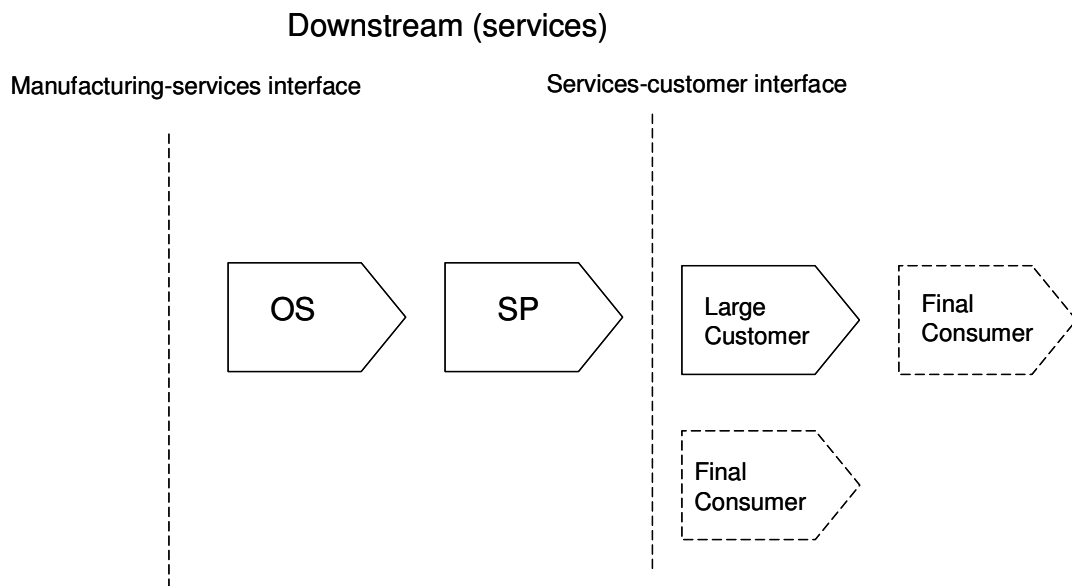 Downstream (services)
Manufacturing-services interface
Services-customer interface
OS
SP
Large
Customer
Final
Consumer
Final
Consumer